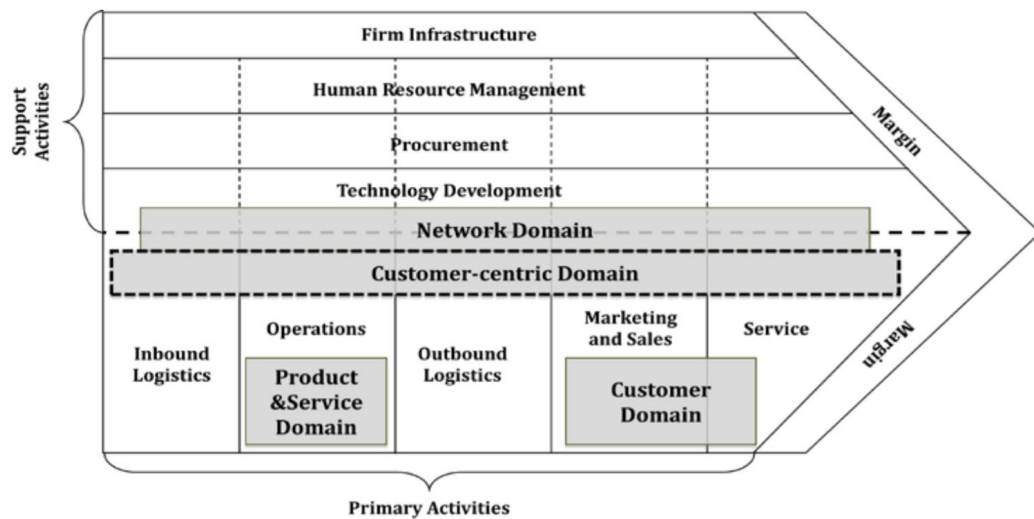 Firm Infrastructure
Support
Activities
Human Resource Management
Margin
Procurement
Technology Development
Network Domain
Customer-centric Domain
Operations
Marketing
and Sales
Service
Margin
Inbound
Logistics
Outbound
Logistics
Product
&Service
Domain
Customer
Domain
Primary Activities